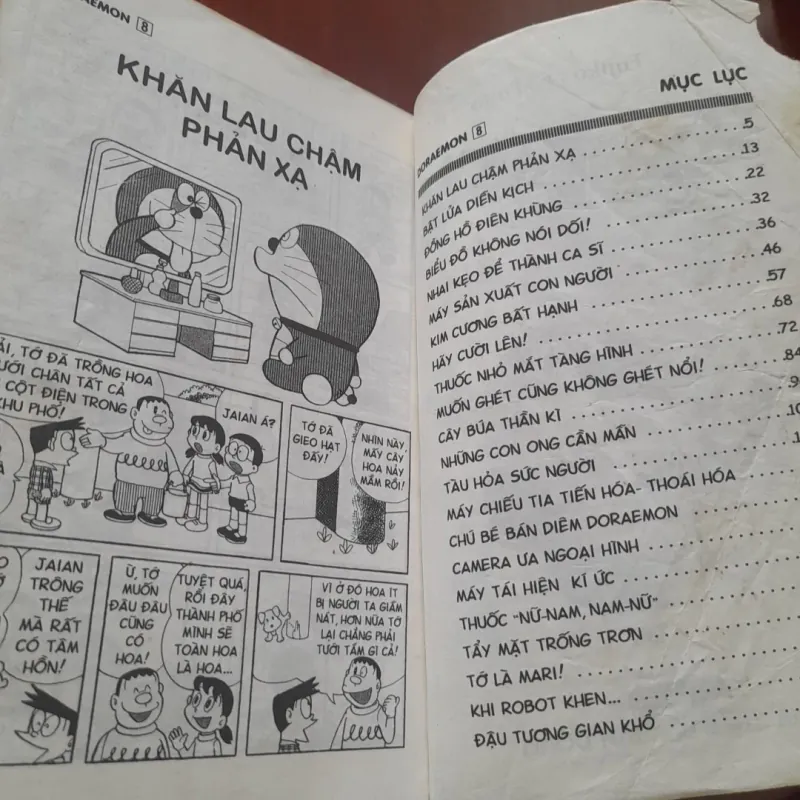 AEMON 8
KHĂN LAU CHẬM
PHẢN XẠ
ẢI, TỚ ĐÃ TRỒNG HOA
ƯỚI CHÂN TẤT CẢ
CỘT ĐIỆN TRONG
KHU PHỐ!
JAIAN Á?
TỚ ĐÃ
GIEO HẠT
ĐẤY!
NHÌN NÀY,
MẤY CÂY
HOA NẢY
MẦM RỒI!
JAIAN
TRÔNG
THẾ
MÀ RẤT
CÓ TÂM
HỒN!
Ừ, TỚ
MUỐN
ĐÂU ĐÂU
CŨNG
CÓ
HOA!
TUYỆT QUÁ,
RỒI ĐÂY
THÀNH PHỐ
MÌNH SẼ
TOÀN HOA
LÀ HOA...
VÌ Ở ĐÓ HOA ÍT
BỊ NGƯỜI TA GIẪM
NÁT, HƠN NỮA TỚ
LẠI CHẲNG PHẢI
TƯỚI TẮM GÌ CẢ!
MỤC LỤC
DORAEMON 8
KHĂN LAU CHẬM PHẢN XẠ 5
BẬT LỬA DIỄN KỊCH 13
ĐỒNG HỒ ĐIÊN KHÙNG 22
BIỂU ĐỒ KHÔNG NÓI DỐI! 32
NHAI KẸO ĐỂ THÀNH CA SĨ 36
MÁY SẢN XUẤT CON NGƯỜI 46
KIM CƯƠNG BẤT HẠNH 57
HÃY CƯỜI LÊN! 68
THUỐC NHỎ MẮT TÀNG HÌNH 72
MUỐN GHÉT CŨNG KHÔNG GHÉT NỔI! 84
CÂY BÚA THẦN KÌ
NHỮNG CON ONG CẦN MẪN
TÀU HỎA SỨC NGƯỜI
MÁY CHIẾU TIA TIẾN HÓA- THOÁI HÓA
CHÚ BÉ BÁN DIÊM DORAEMON
CAMERA ƯA NGOẠI HÌNH
MÁY TÁI HIỆN KÍ ỨC
THUỐC "NỮ-NAM, NAM-NỮ"
TẨY MẶT TRỐNG TRƠN
TỚ LÀ MARI!
KHI ROBOT KHEN...
ĐẬU TƯƠNG GIAN KHỔ